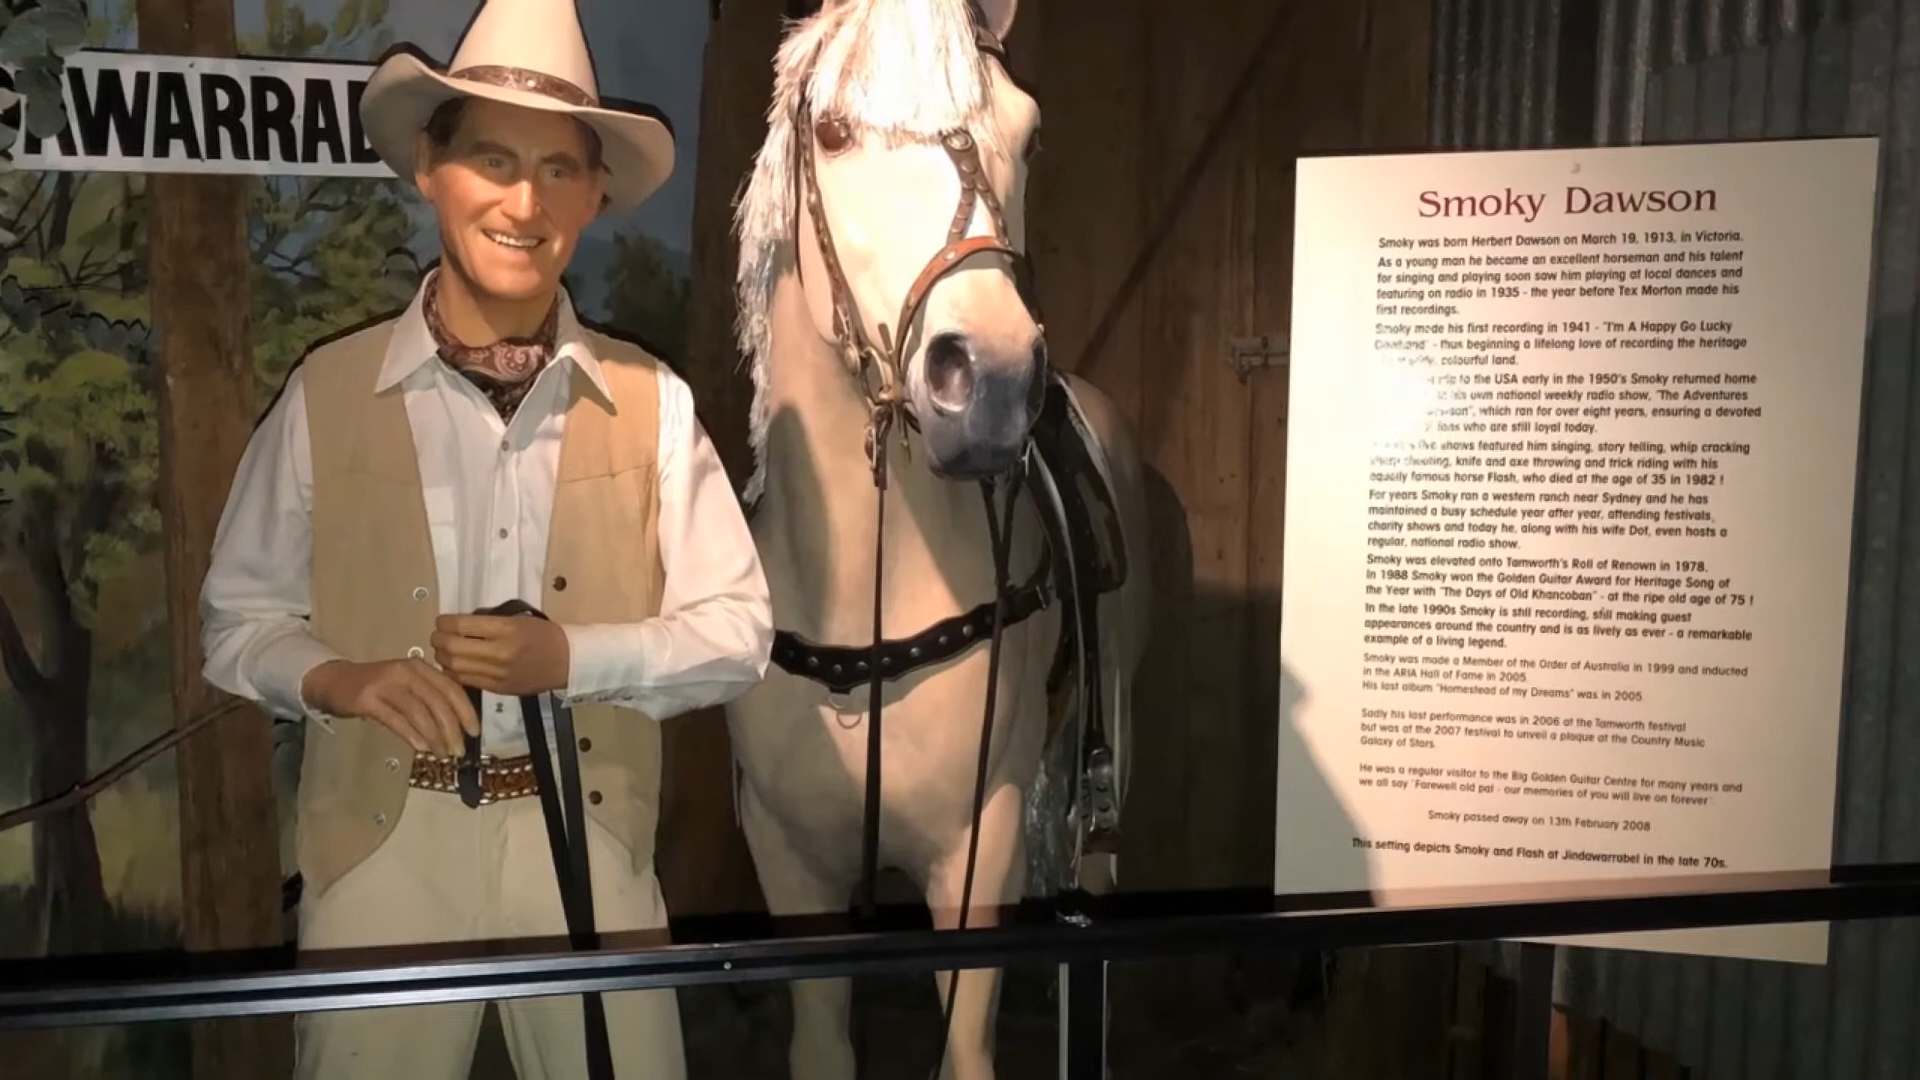 AWARRAB
Smoky Dawson
Smoky was born Herbert Dawson on March 19, 1913, in Victoria.
As a young man he became an excellent horseman and his talent
for singing and playing soon saw him playing at local dances and
featuring on radio in 1935 - the year before Tex Morton made his
first recordings.
Smoky made his first recording in 1941 - "I'm A Happy Go Lucky
- thus beginning a lifelong love of recording the heritage
colourful land.
to the USA early in the 1950's Smoky returned home
his own national weekly radio show, "The Adventures
which ran for over eight years, ensuring a devoted
fans who are still loyal today.
shows featured him singing, story telling, whip cracking
shooting, knife and axe throwing and trick riding with his
equally famous horse Flash, who died at the age of 35 in 1982 !
For years Smoky ran a western ranch near Sydney and he has
maintained a busy schedule year after year, attending festivals,
charity shows and today he, along with his wife Dot, even hosts a
regular, national radio show.
Smoky was elevated onto Tamworth's Roll of Renown in 1978.
In 1988 Smoky won the Golden Guitar Award for Heritage Song of
the Year with "The Days of Old Khancoban" - at the ripe old age of 75 !
In the late 1990s Smoky is still recording, still making guest
appearances around the country and is as lively as ever - a remarkable
example of a living legend.
Smoky was made a Member of the Order of Australia in 1999 and inducted
in the ARIA Hall of Fame in 2005.
His last album "Homestead of my Dreams" was in 2005.
Sadly his last performance was in 2006 at the Tamworth festival
but was at the 2007 festival to unveil a plaque at the Country Music
Galaxy of Stars.
He was a regular visitor to the Big Golden Guitar Centre for many years and
we all say 'Farewell old pal - our memories of you will live on forever'
Smoky passed away on 13th February 2008
This setting depicts Smoky and Flash at Jindawarrabel in the late 70s.